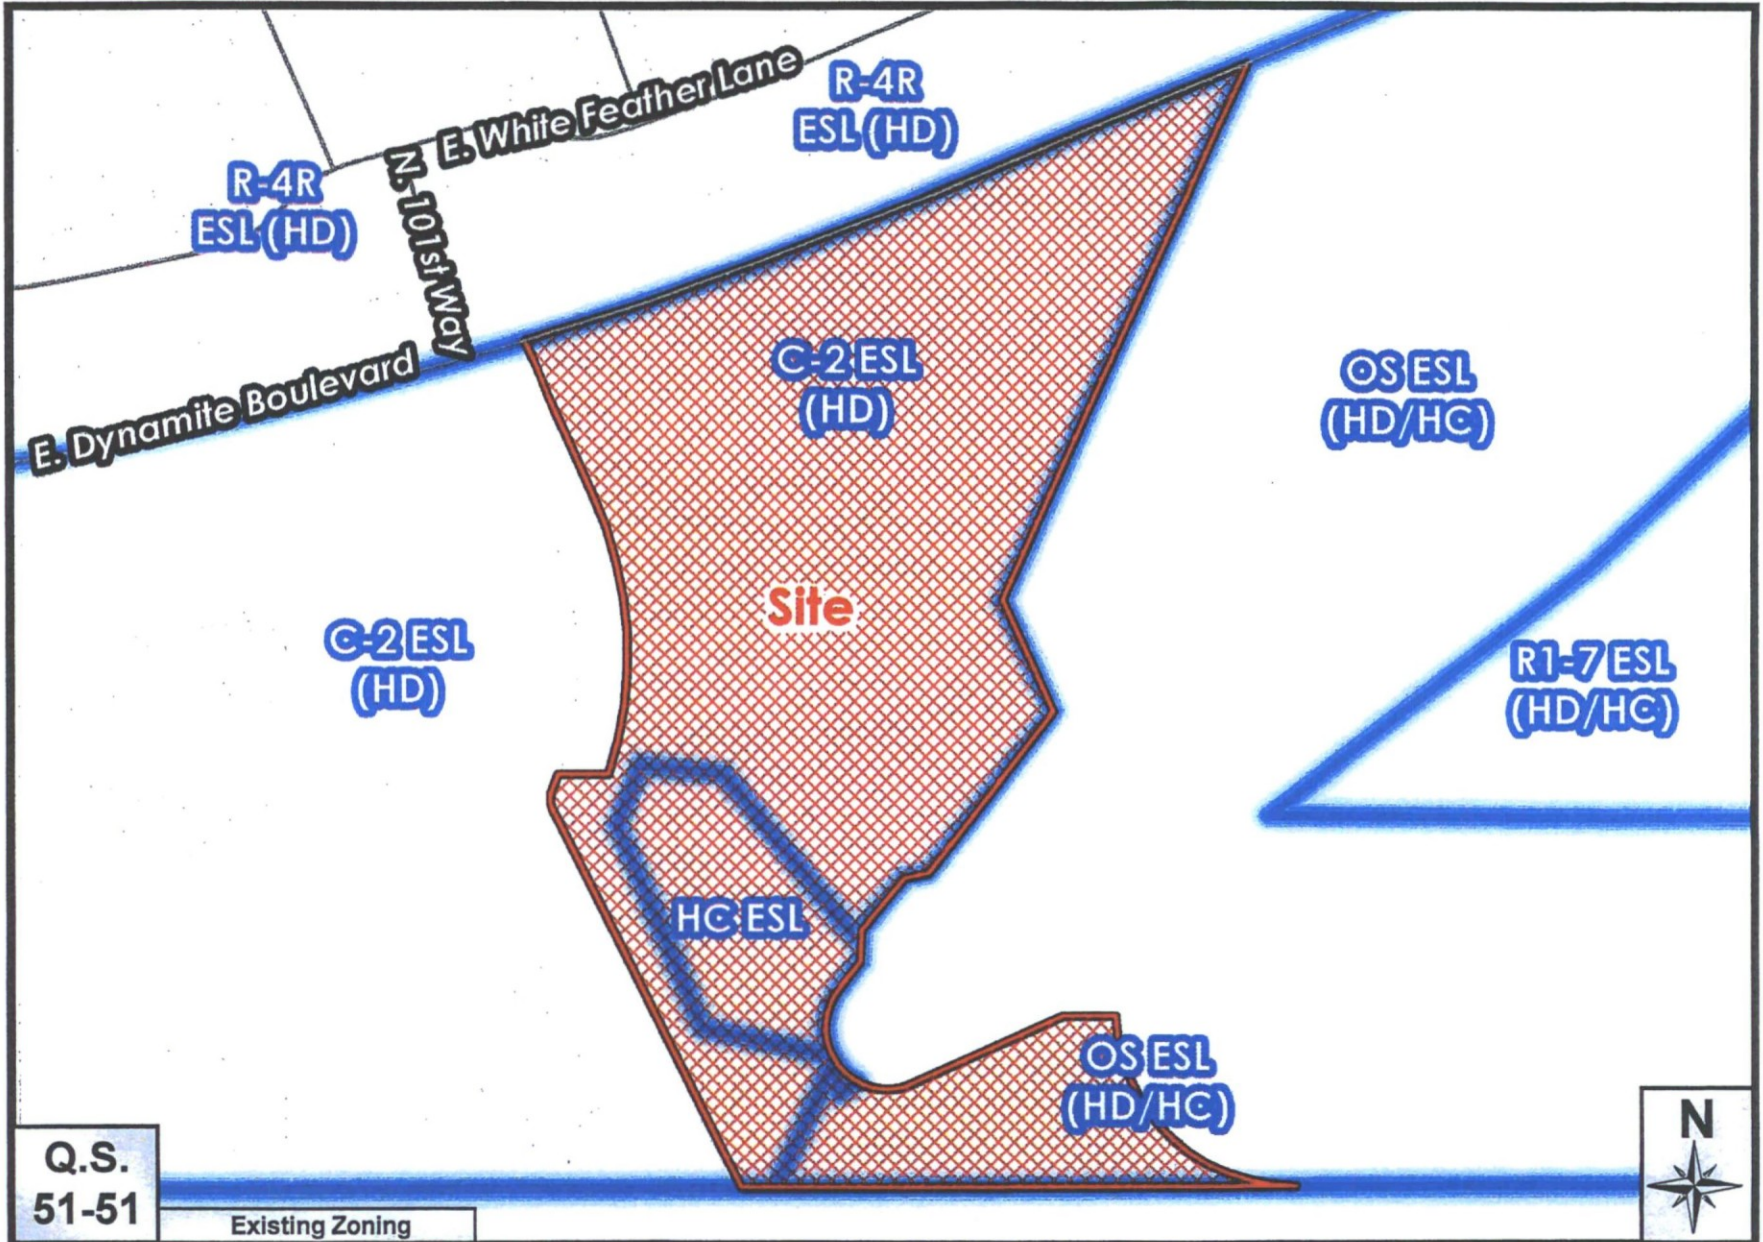 E. White Feather Lane
R-4R
ESL (HD)
R-4R
ESL (HD)
N. 101st Way
E. Dynamite Boulevard
C-2 ESL
(HD)
OS ESL
(HD/HC)
Site
C-2 ESL
(HD)
R1-7 ESL
(HD/HC)
HC ESL
OS ESL
(HD/HC)
Q.S.
51-51
Existing Zoning
N